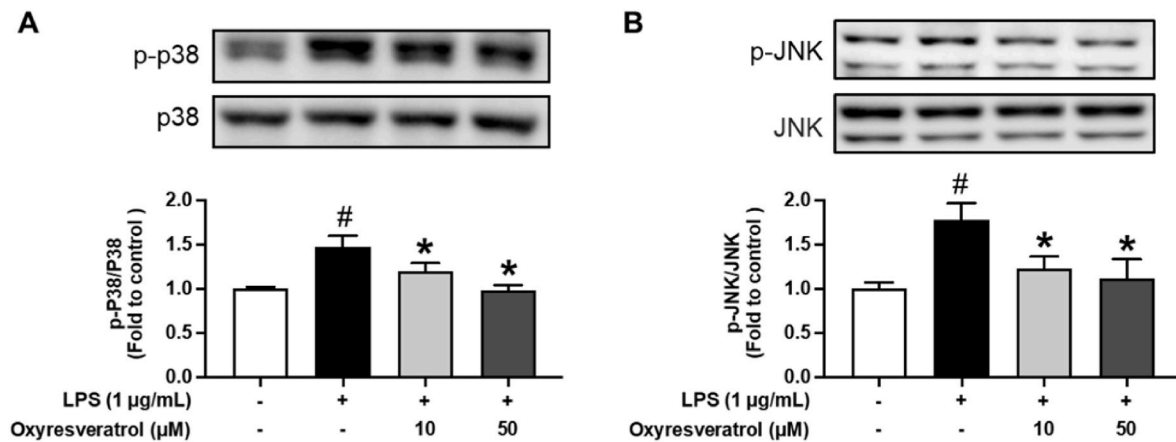 A
p-p38
p38
p-P38/P38
(Fold to control )
2.0
1.5
1.0
0.5
0.0
#
*
*
LPS (1 µg/mL) - + + +
Oxyresveratrol (µM) - - 10 50
B
p-JNK
JNK
p-JNK/JNK
(Fold to control )
2.0
1.5
1.0
0.5
0.0
#
*
*
LPS (1 µg/mL) - + + +
Oxyresveratrol (µM) - - 10 50